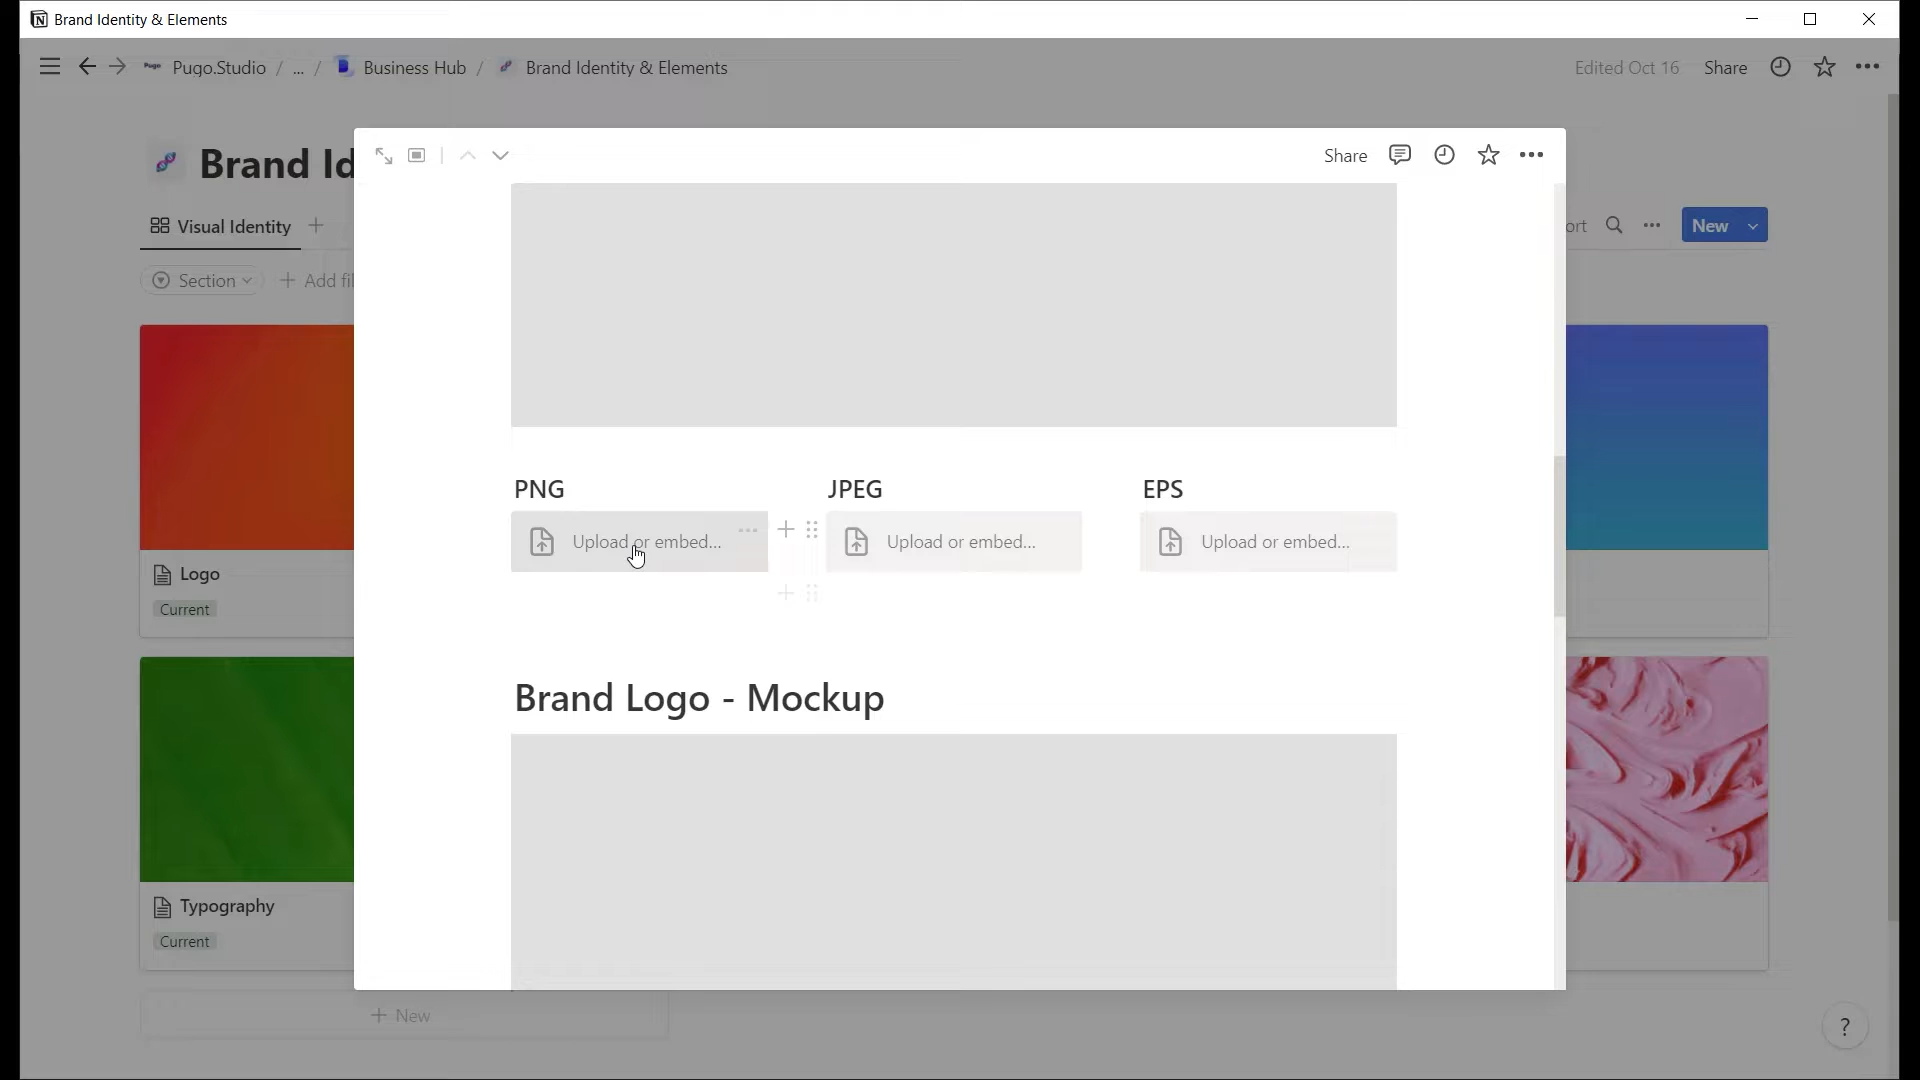 Brand Identity & Elements
Pugo.Studio / ... / Business Hub / Brand Identity & Elements
Edited Oct 16 Share
Brand Id
Share
Visual Identity
ort
New
Section
Add fil
PNG JPEG EPS
Upload or embed... Upload or embed... Upload or embed...
Logo
Current
Brand Logo - Mockup
Typography
Current
New
?